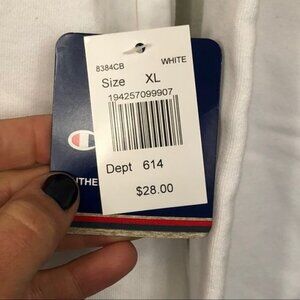 8384CB WHITE
Size XL
194257099907
Dept 614
$28.00